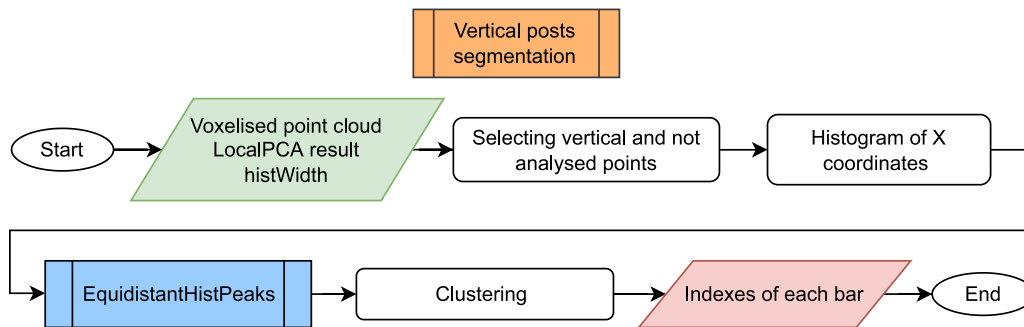 Vertical posts
segmentation
Start
Voxelised point cloud
LocalPCA result
histWidth
Selecting vertical and not
analysed points
Histogram of X
coordinates
EquidistantHistPeaks
Clustering
Indexes of each bar
End